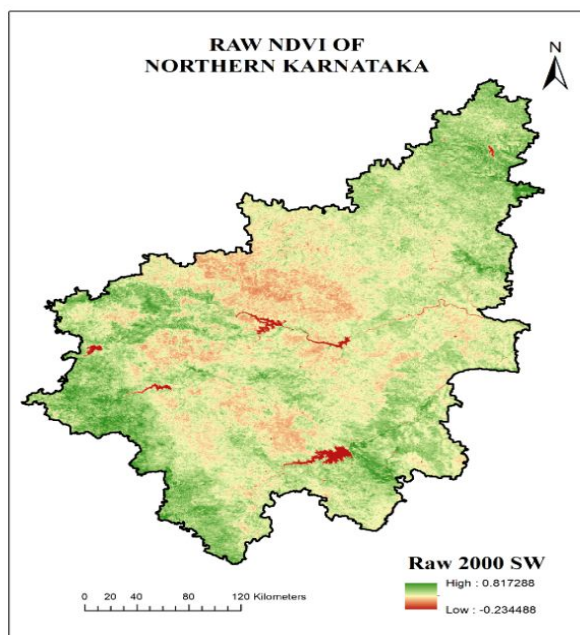 RAW NDVI OF
NORTHERN KARNATAKA
N
Raw 2000 SW
High : 0.817288
Low : -0.234488
0 20 40 80 120 Kilometers